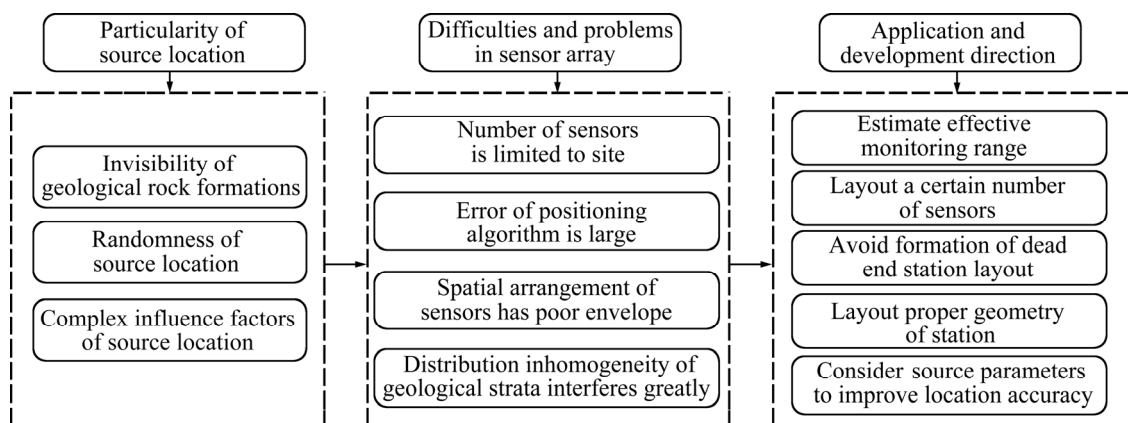 Particularity of
source location
Invisibility of
geological rock formations
Randomness of
source location
Complex influence factors
of source location
Difficulties and problems
in sensor array
Number of sensors
is limited to site
Error of positioning
algorithm is large
Spatial arrangement of
sensors has poor envelope
Distribution inhomogeneity of
geological strata interferes greatly
Application and
development direction
Estimate effective
monitoring range
Layout a certain number
of sensors
Avoid formation of dead
end station layout
Layout proper geometry
of station
Consider source parameters
to improve location accuracy